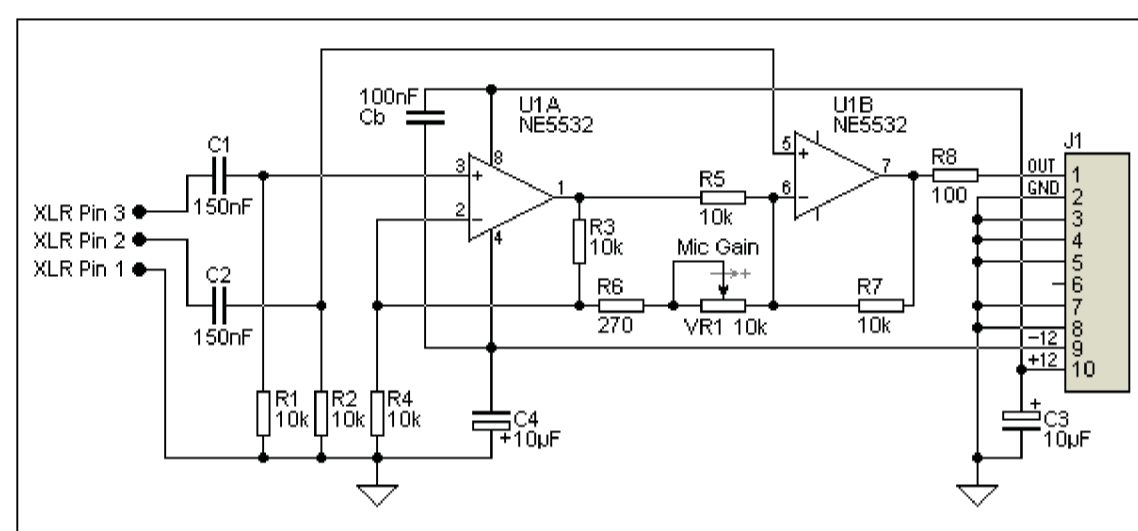 100nF
Cb
U1A
NE5532
U1B
NE5532
J1
C1
150nF
XLR Pin 3
XLR Pin 2
XLR Pin 1
C2
150nF
3
+
2
−
8
4
1
R5
10k
R3
10k
Mic Gain
+
R6
270
VR1 10k
5
+
6
−
7
R7
10k
R8
100
OUT
GND
−12
+12
1
2
3
4
5
6
7
8
9
10
R1
10k
R2
10k
R4
10k
C4
+10µF
+
C3
10µF